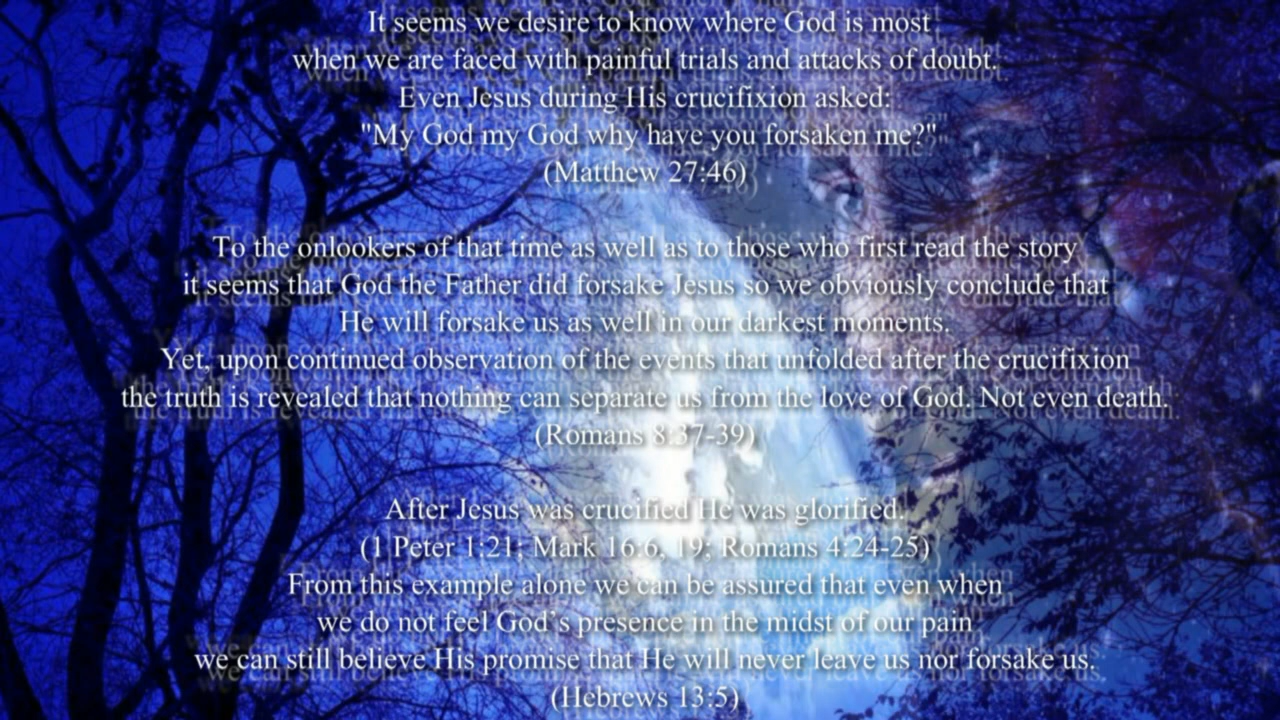 It seems we desire to know where God is most
when we are faced with painful trials and attacks of doubt.
Even Jesus during His crucifixion asked:
"My God my God why have you forsaken me?"
(Matthew 27:46)
To the onlookers of that time as well as to those who first read the story
it seems that God the Father did forsake Jesus so we obviously conclude that
He will forsake us as well in our darkest moments.
Yet, upon continued observation of the events that unfolded after the crucifixion
the truth is revealed that nothing can separate us from the love of God. Not even death.
(Romans 8:37-39)
After Jesus was crucified He was glorified.
(1 Peter 1:21; Mark 16:6, 19; Romans 4:24-25)
From this example alone we can be assured that even when
we do not feel God's presence in the midst of our pain
we can still believe His promise that He will never leave us nor forsake us.
(Hebrews 13:5)